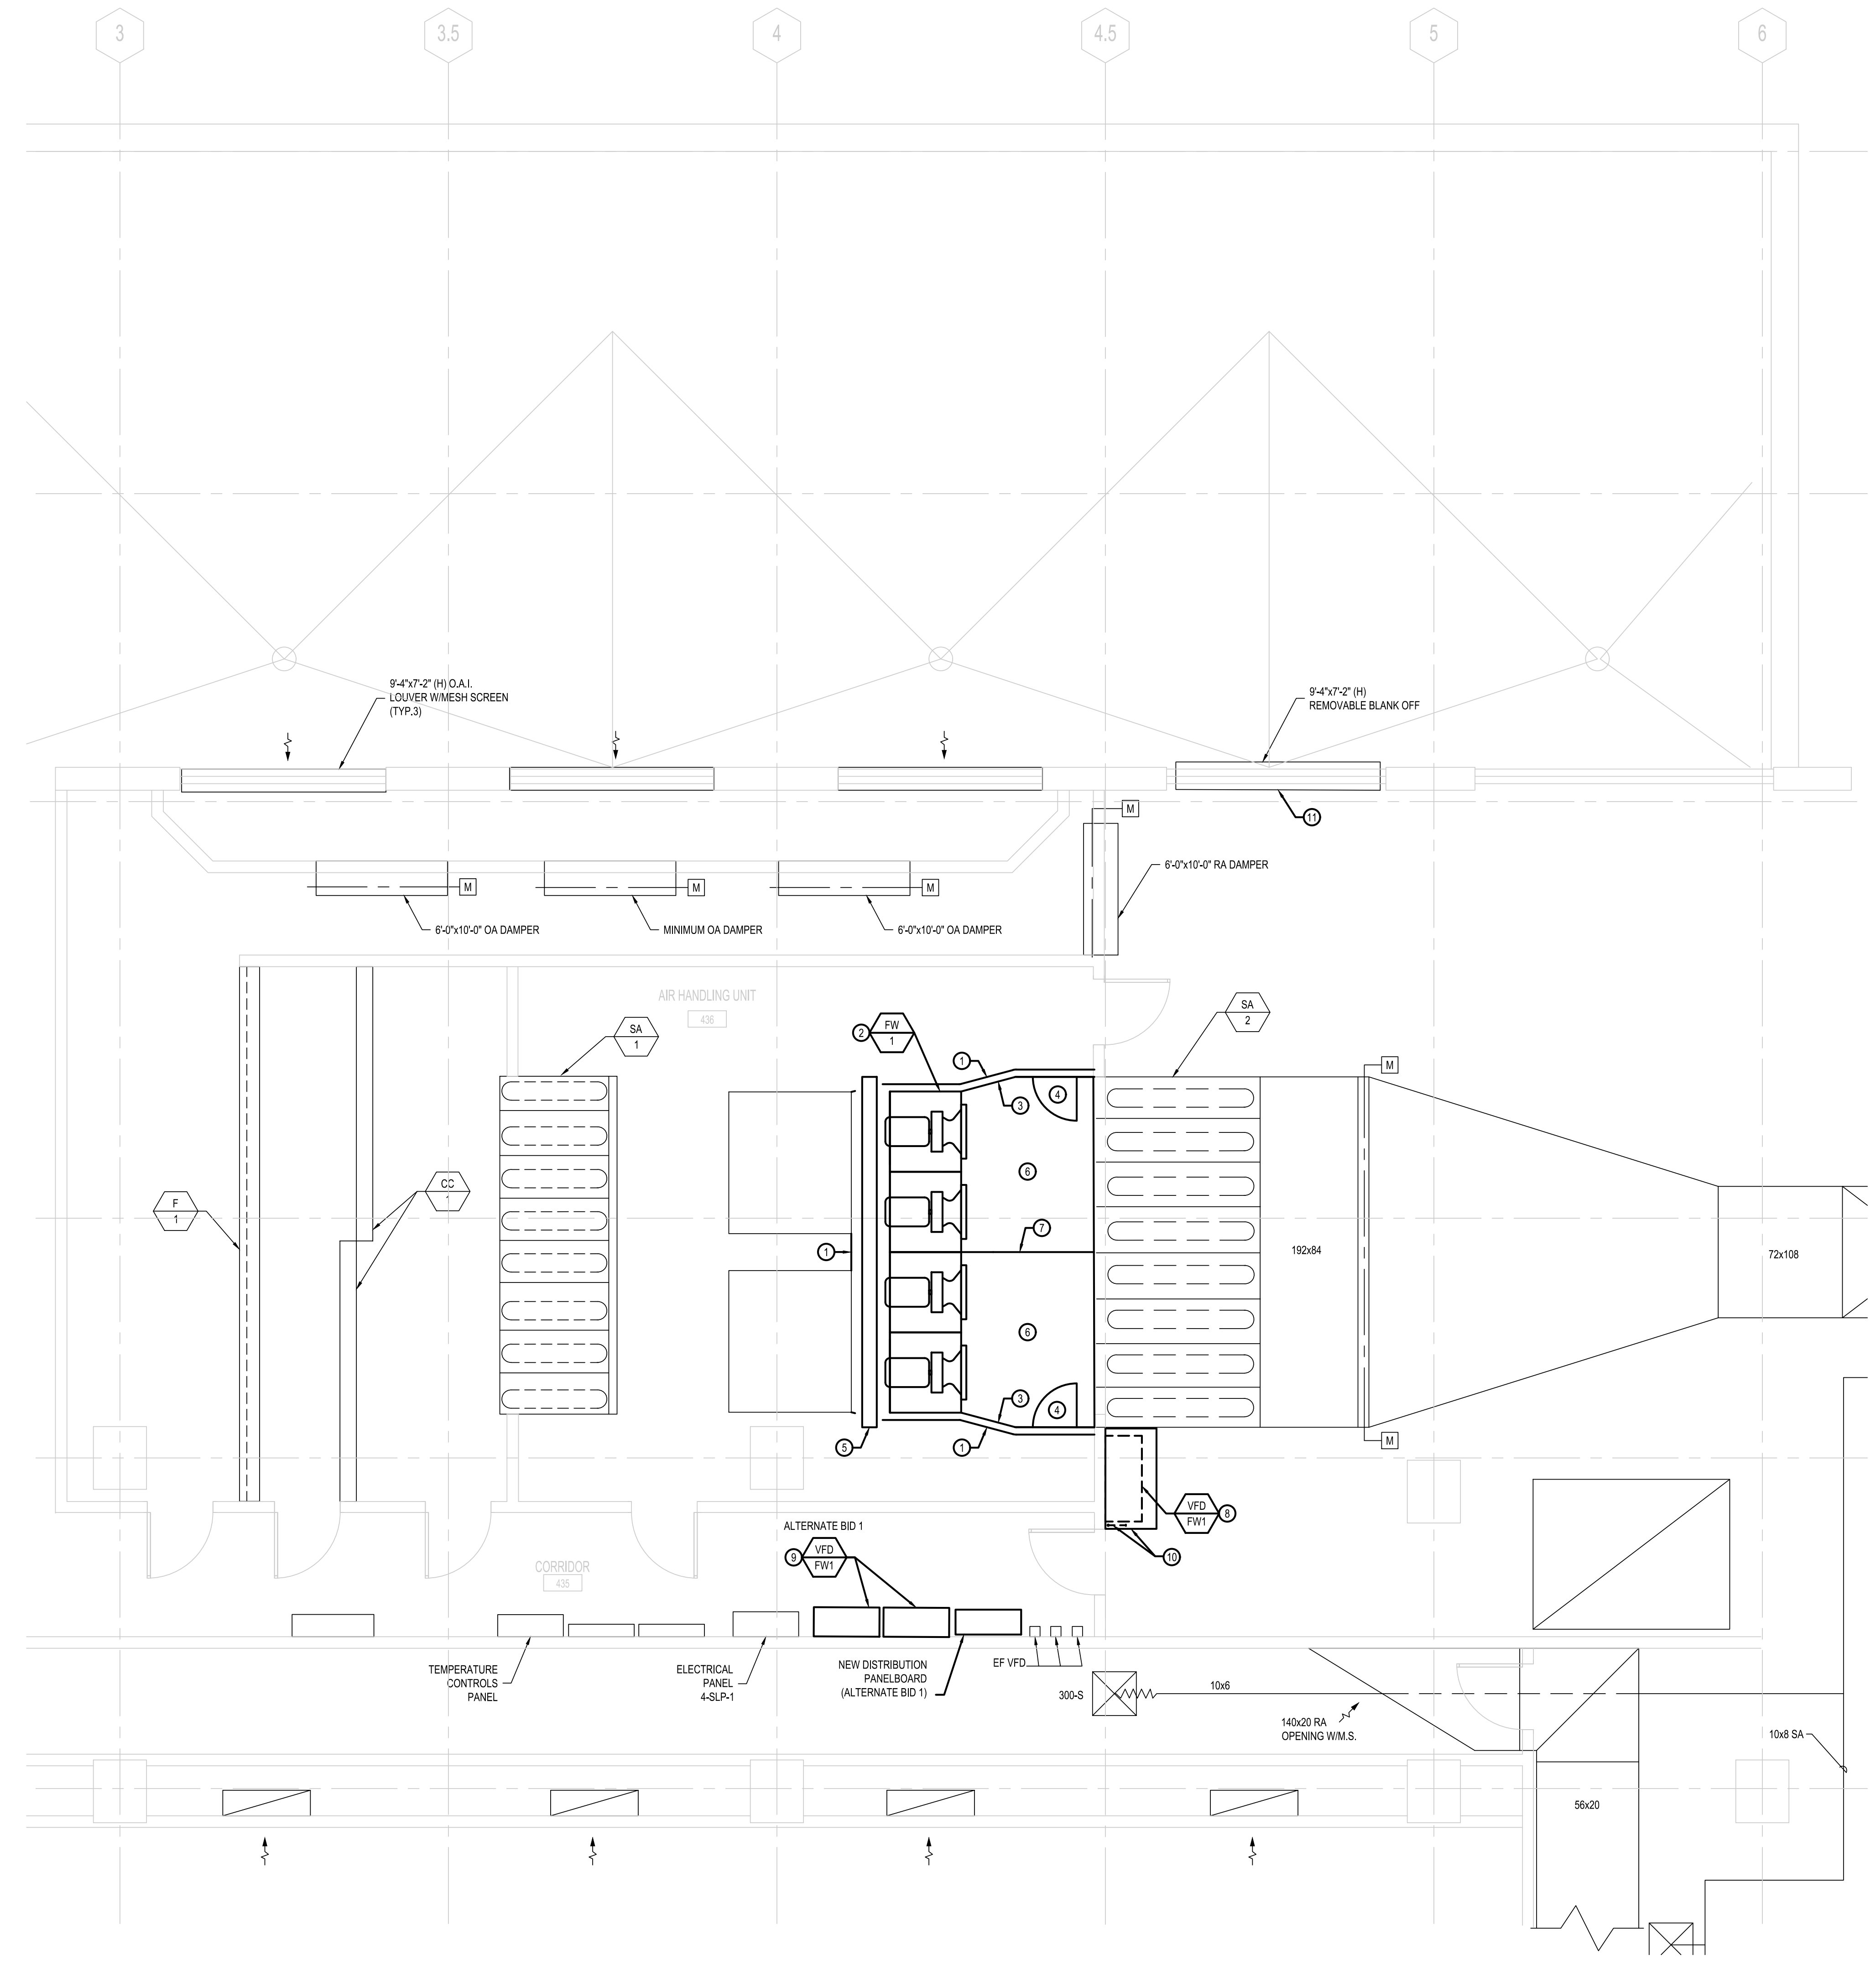 3
3.5
4
4.5
5
6
9'-4"x7'-2" (H) O.A.I.
LOUVER W/MESH SCREEN
(TYP.3)
9'-4"x7'-2" (H)
REMOVABLE BLANK OFF
M
11
6'-0"x10'-0" RA DAMPER
M
M
M
6'-0"x10'-0" OA DAMPER
MINIMUM OA DAMPER
6'-0"x10'-0" OA DAMPER
AIR HANDLING UNIT
436
SA
1
2
FW
1
SA
2
1
M
3
4
6
F
1
CC
1
7
1
192x84
72x108
6
3
4
5
1
M
VFD
FW1
8
ALTERNATE BID 1
9
VFD
FW1
10
CORRIDOR
435
TEMPERATURE
CONTROLS
PANEL
ELECTRICAL
PANEL
4-SLP-1
NEW DISTRIBUTION
PANELBOARD
(ALTERNATE BID 1)
EF VFD
300-S
10x6
140x20 RA
OPENING W/M.S.
10x8 SA
56x20